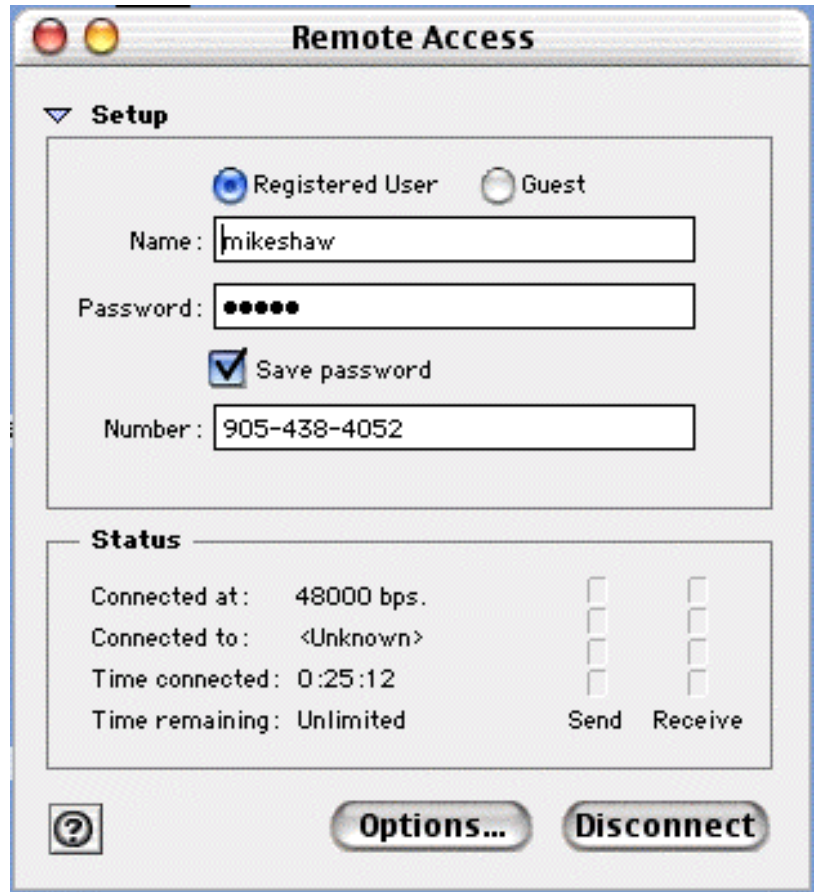 Remote Access
Setup
Registered User Guest
Name: mikeshaw
Password: •••••
Save password
Number: 905-438-4052
Status
Connected at: 48000 bps.
Connected to: <Unknown>
Time connected: 0:25:12
Time remaining: Unlimited
Send Receive
? Options... Disconnect